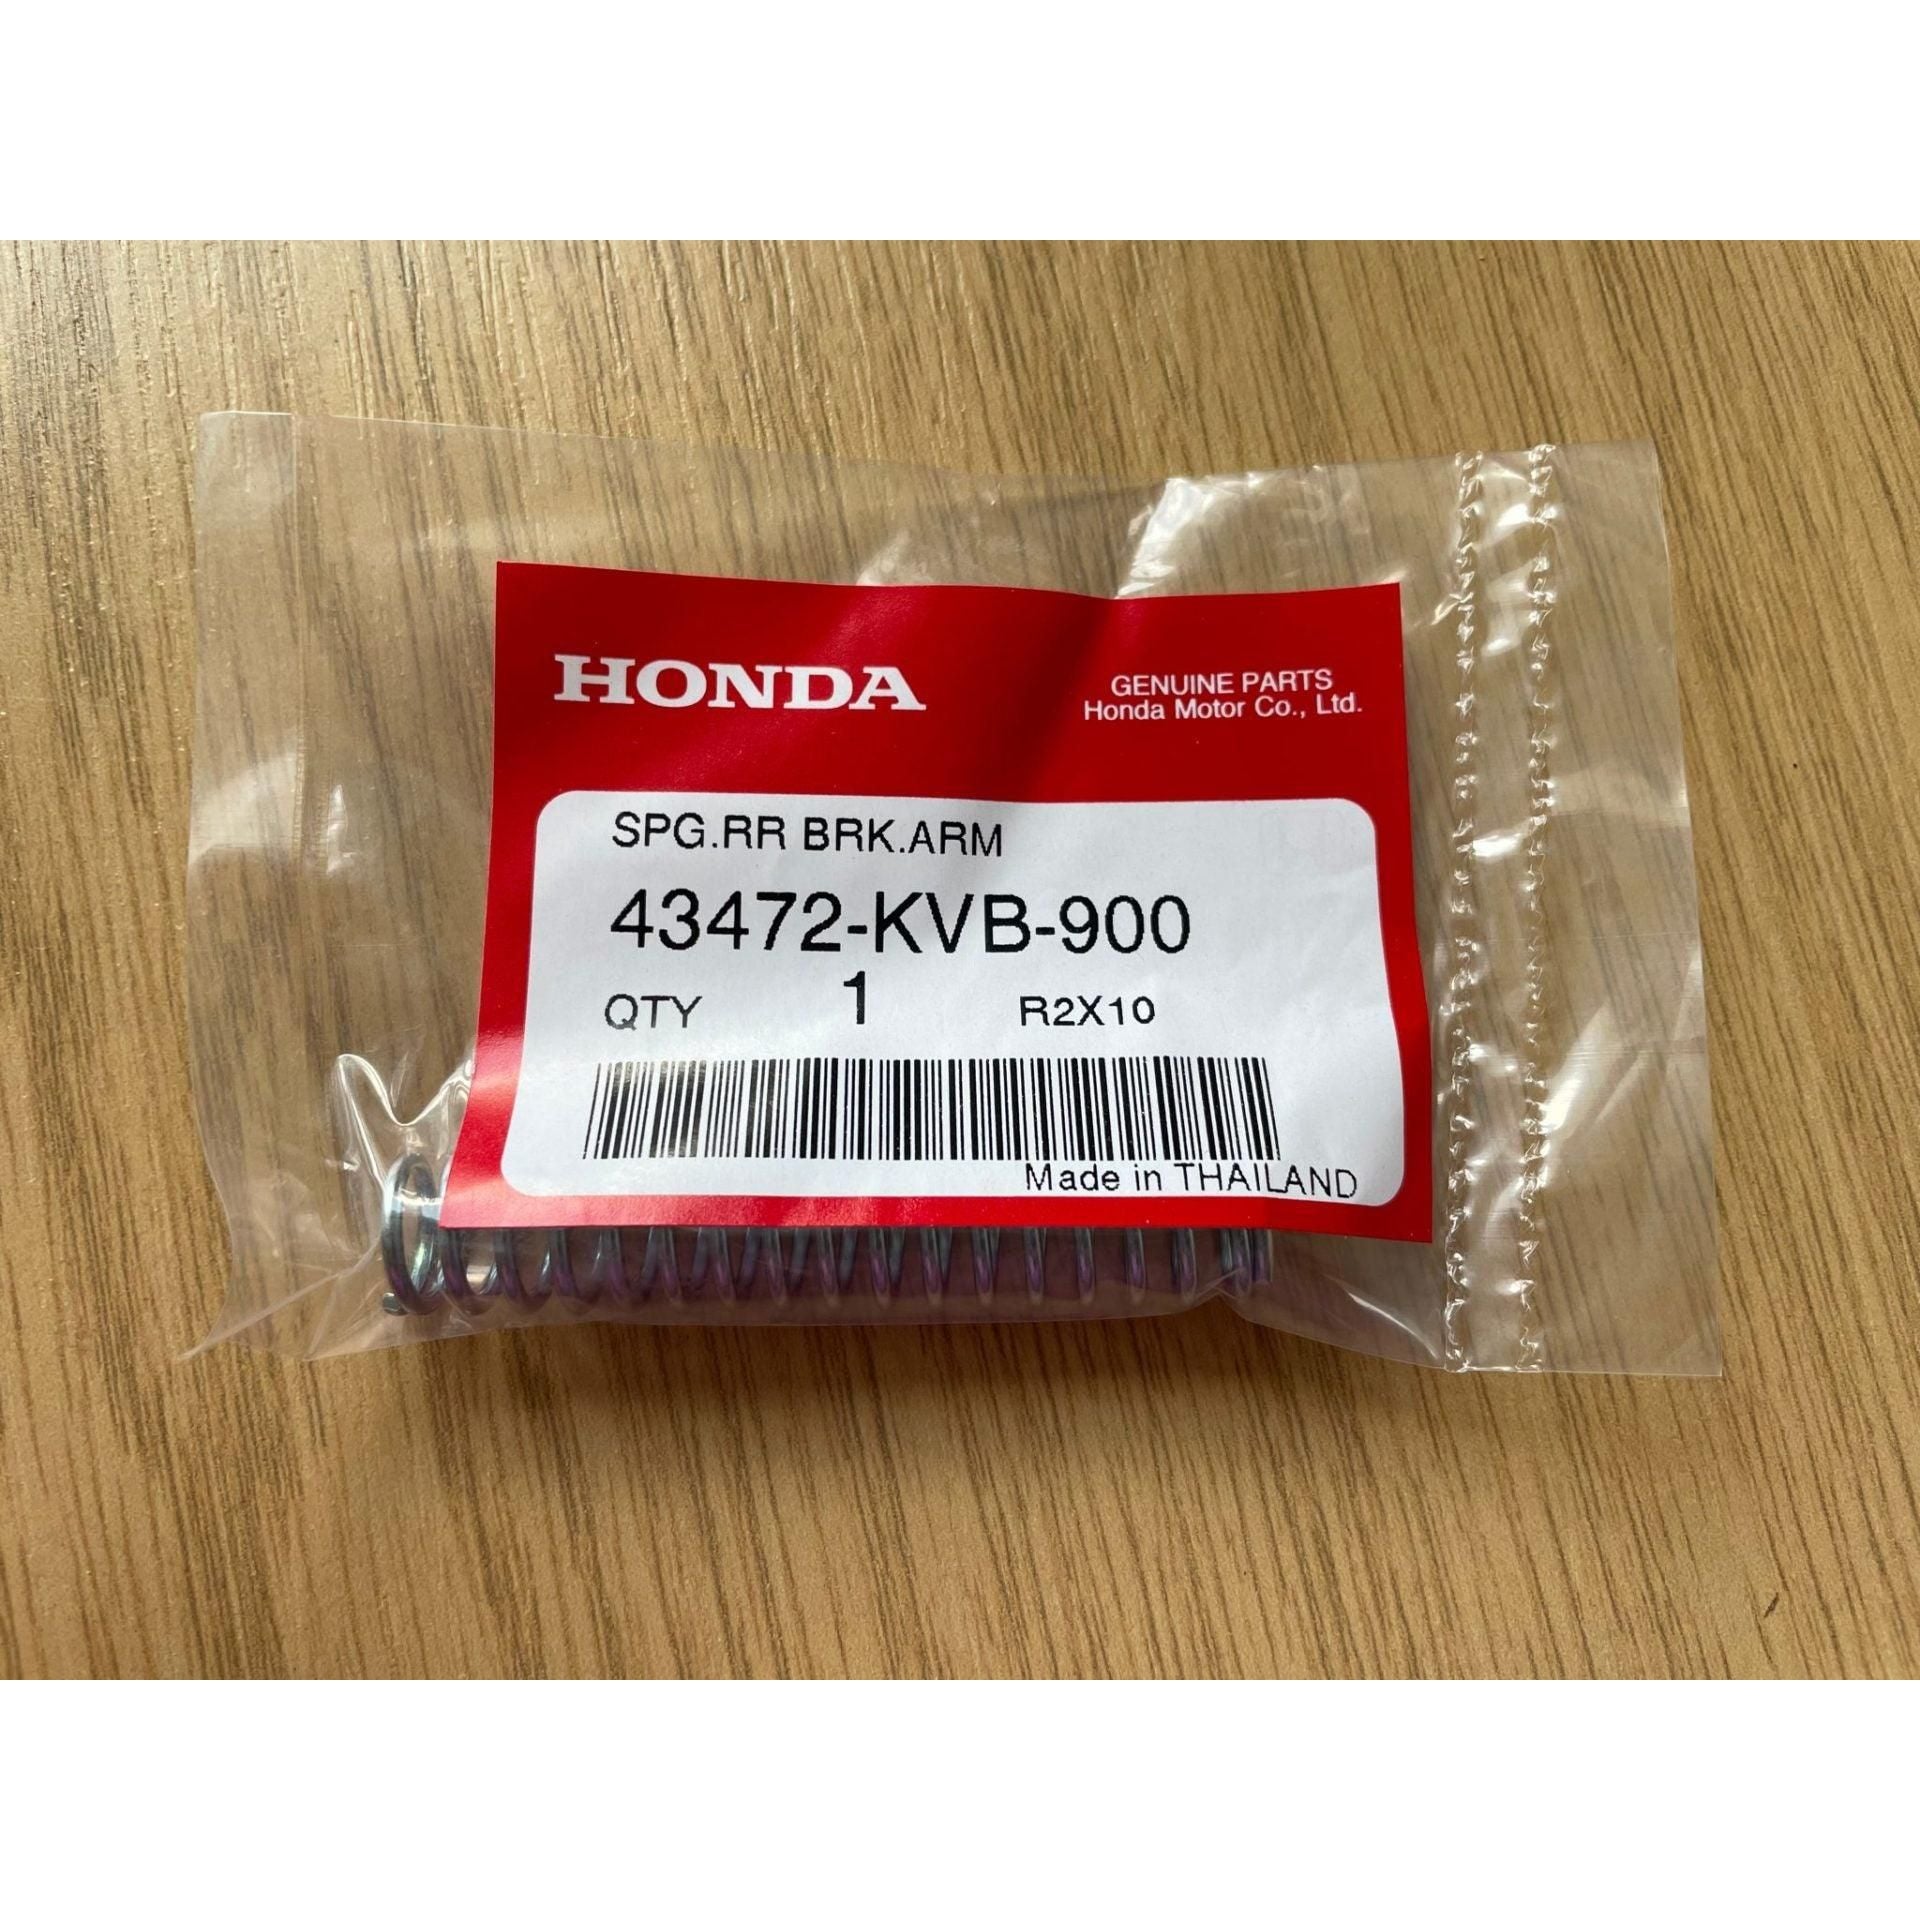 HONDA
GENUINE PARTS
Honda Motor Co., Ltd.
SPG.RR BRK.ARM
43472-KVB-900
QTY 1 R2X10
Made in THAILAND